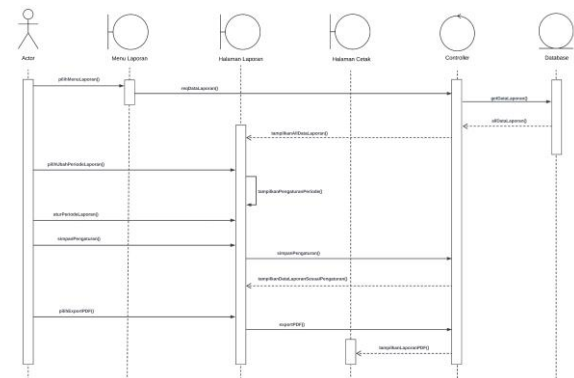 Actor
Menu Laporan
Halaman Laporan
Halaman Cetak
Controller
Database
pilihMenuLaporan()
reqDataLaporan()
getDataLaporan()
allDataLaporan()
tampilkanAllDataLaporan()
pilihUbahPeriodeLaporan()
tampilkanPengaturanPeriode()
aturPeriodeLaporan()
simpanPengaturan()
simpanPengaturan()
tampilkanDataLaporanSesuaiPengaturan()
pilihExportPDF()
exportPDF()
tampilkanLaporanPDF()